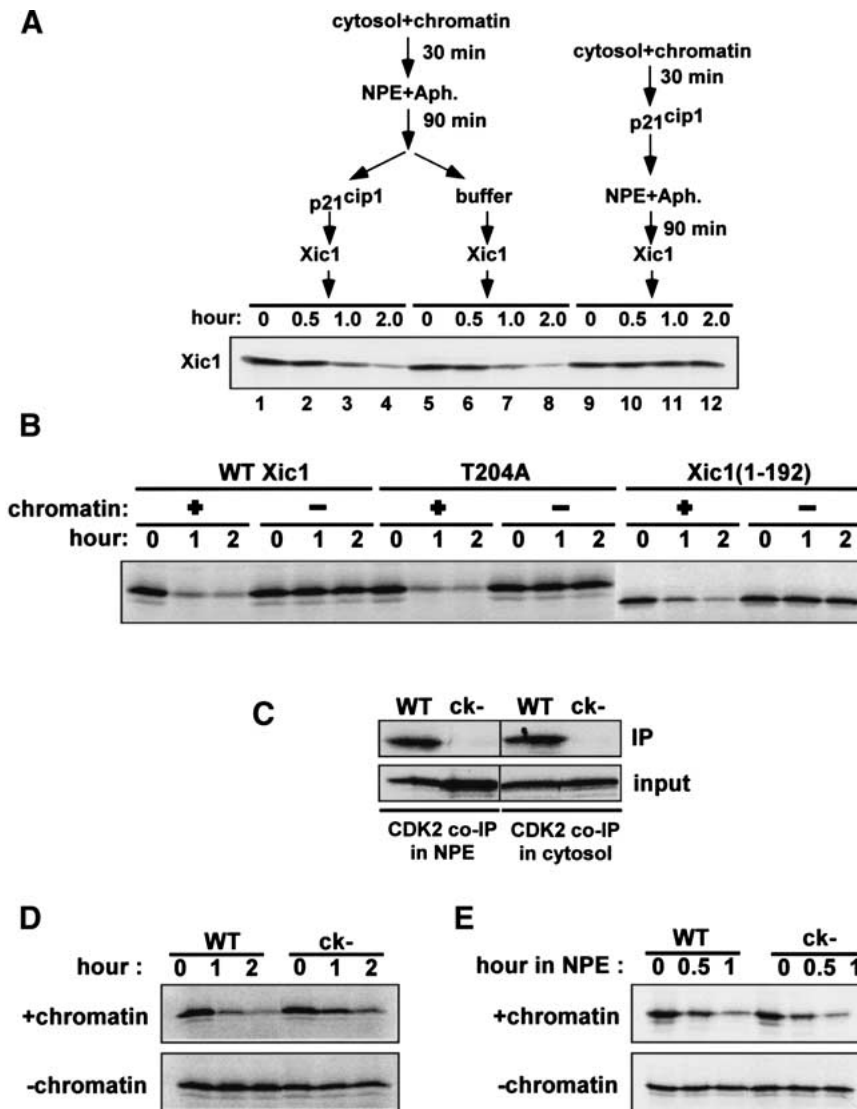 A
cytosol+chromatin
30 min
NPE+Aph.
90 min
p21cip1
buffer
Xic1
Xic1
cytosol+chromatin
30 min
p21cip1
NPE+Aph.
90 min
Xic1
hour: 0 0.5 1.0 2.0 0 0.5 1.0 2.0 0 0.5 1.0 2.0
Xic1
1 2 3 4 5 6 7 8 9 10 11 12
B
WT Xic1 T204A Xic1(1-192)
chromatin: + − + − + −
hour: 0 1 2 0 1 2 0 1 2 0 1 2 0 1 2 0 1 2
C
WT ck- WT ck-
IP
input
CDK2 co-IP in NPE
CDK2 co-IP in cytosol
D
WT ck-
hour : 0 1 2 0 1 2
+chromatin
-chromatin
E
WT ck-
hour in NPE : 0 0.5 1 0 0.5 1
+chromatin
-chromatin